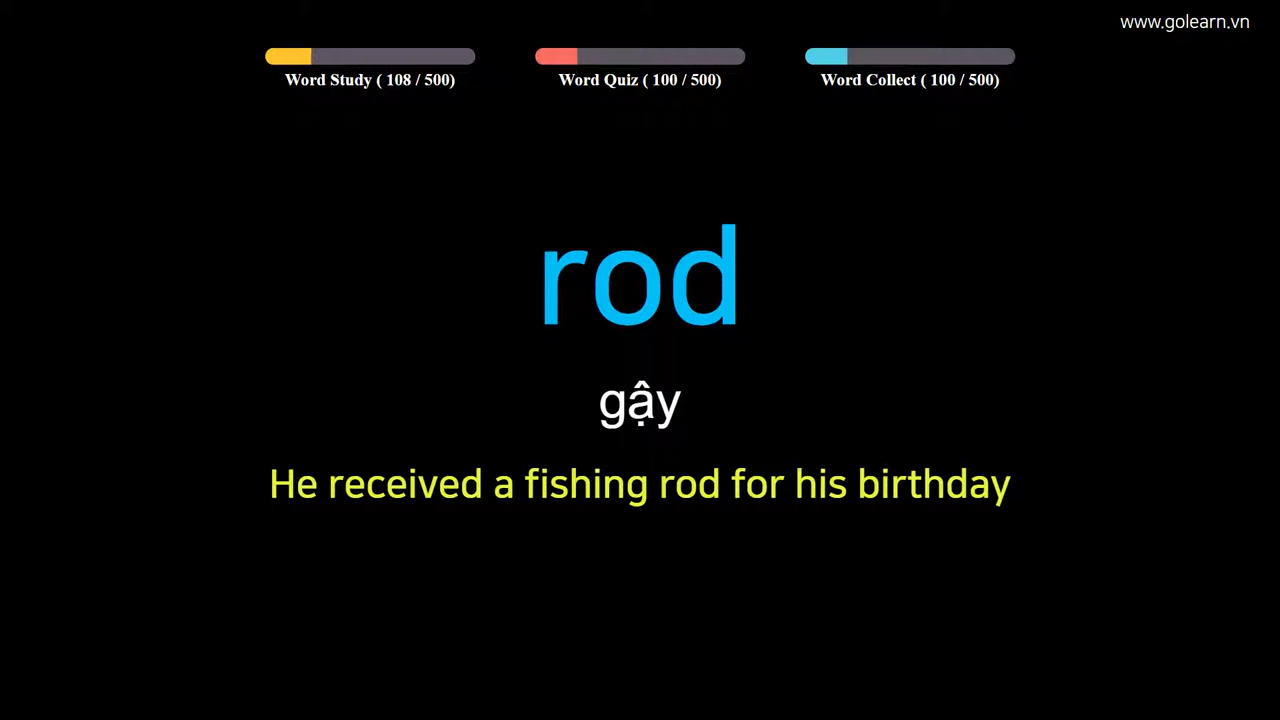 www.golearn.vn
Word Study ( 108 / 500)
Word Quiz ( 100 / 500)
Word Collect ( 100 / 500)
rod
gậy
He received a fishing rod for his birthday